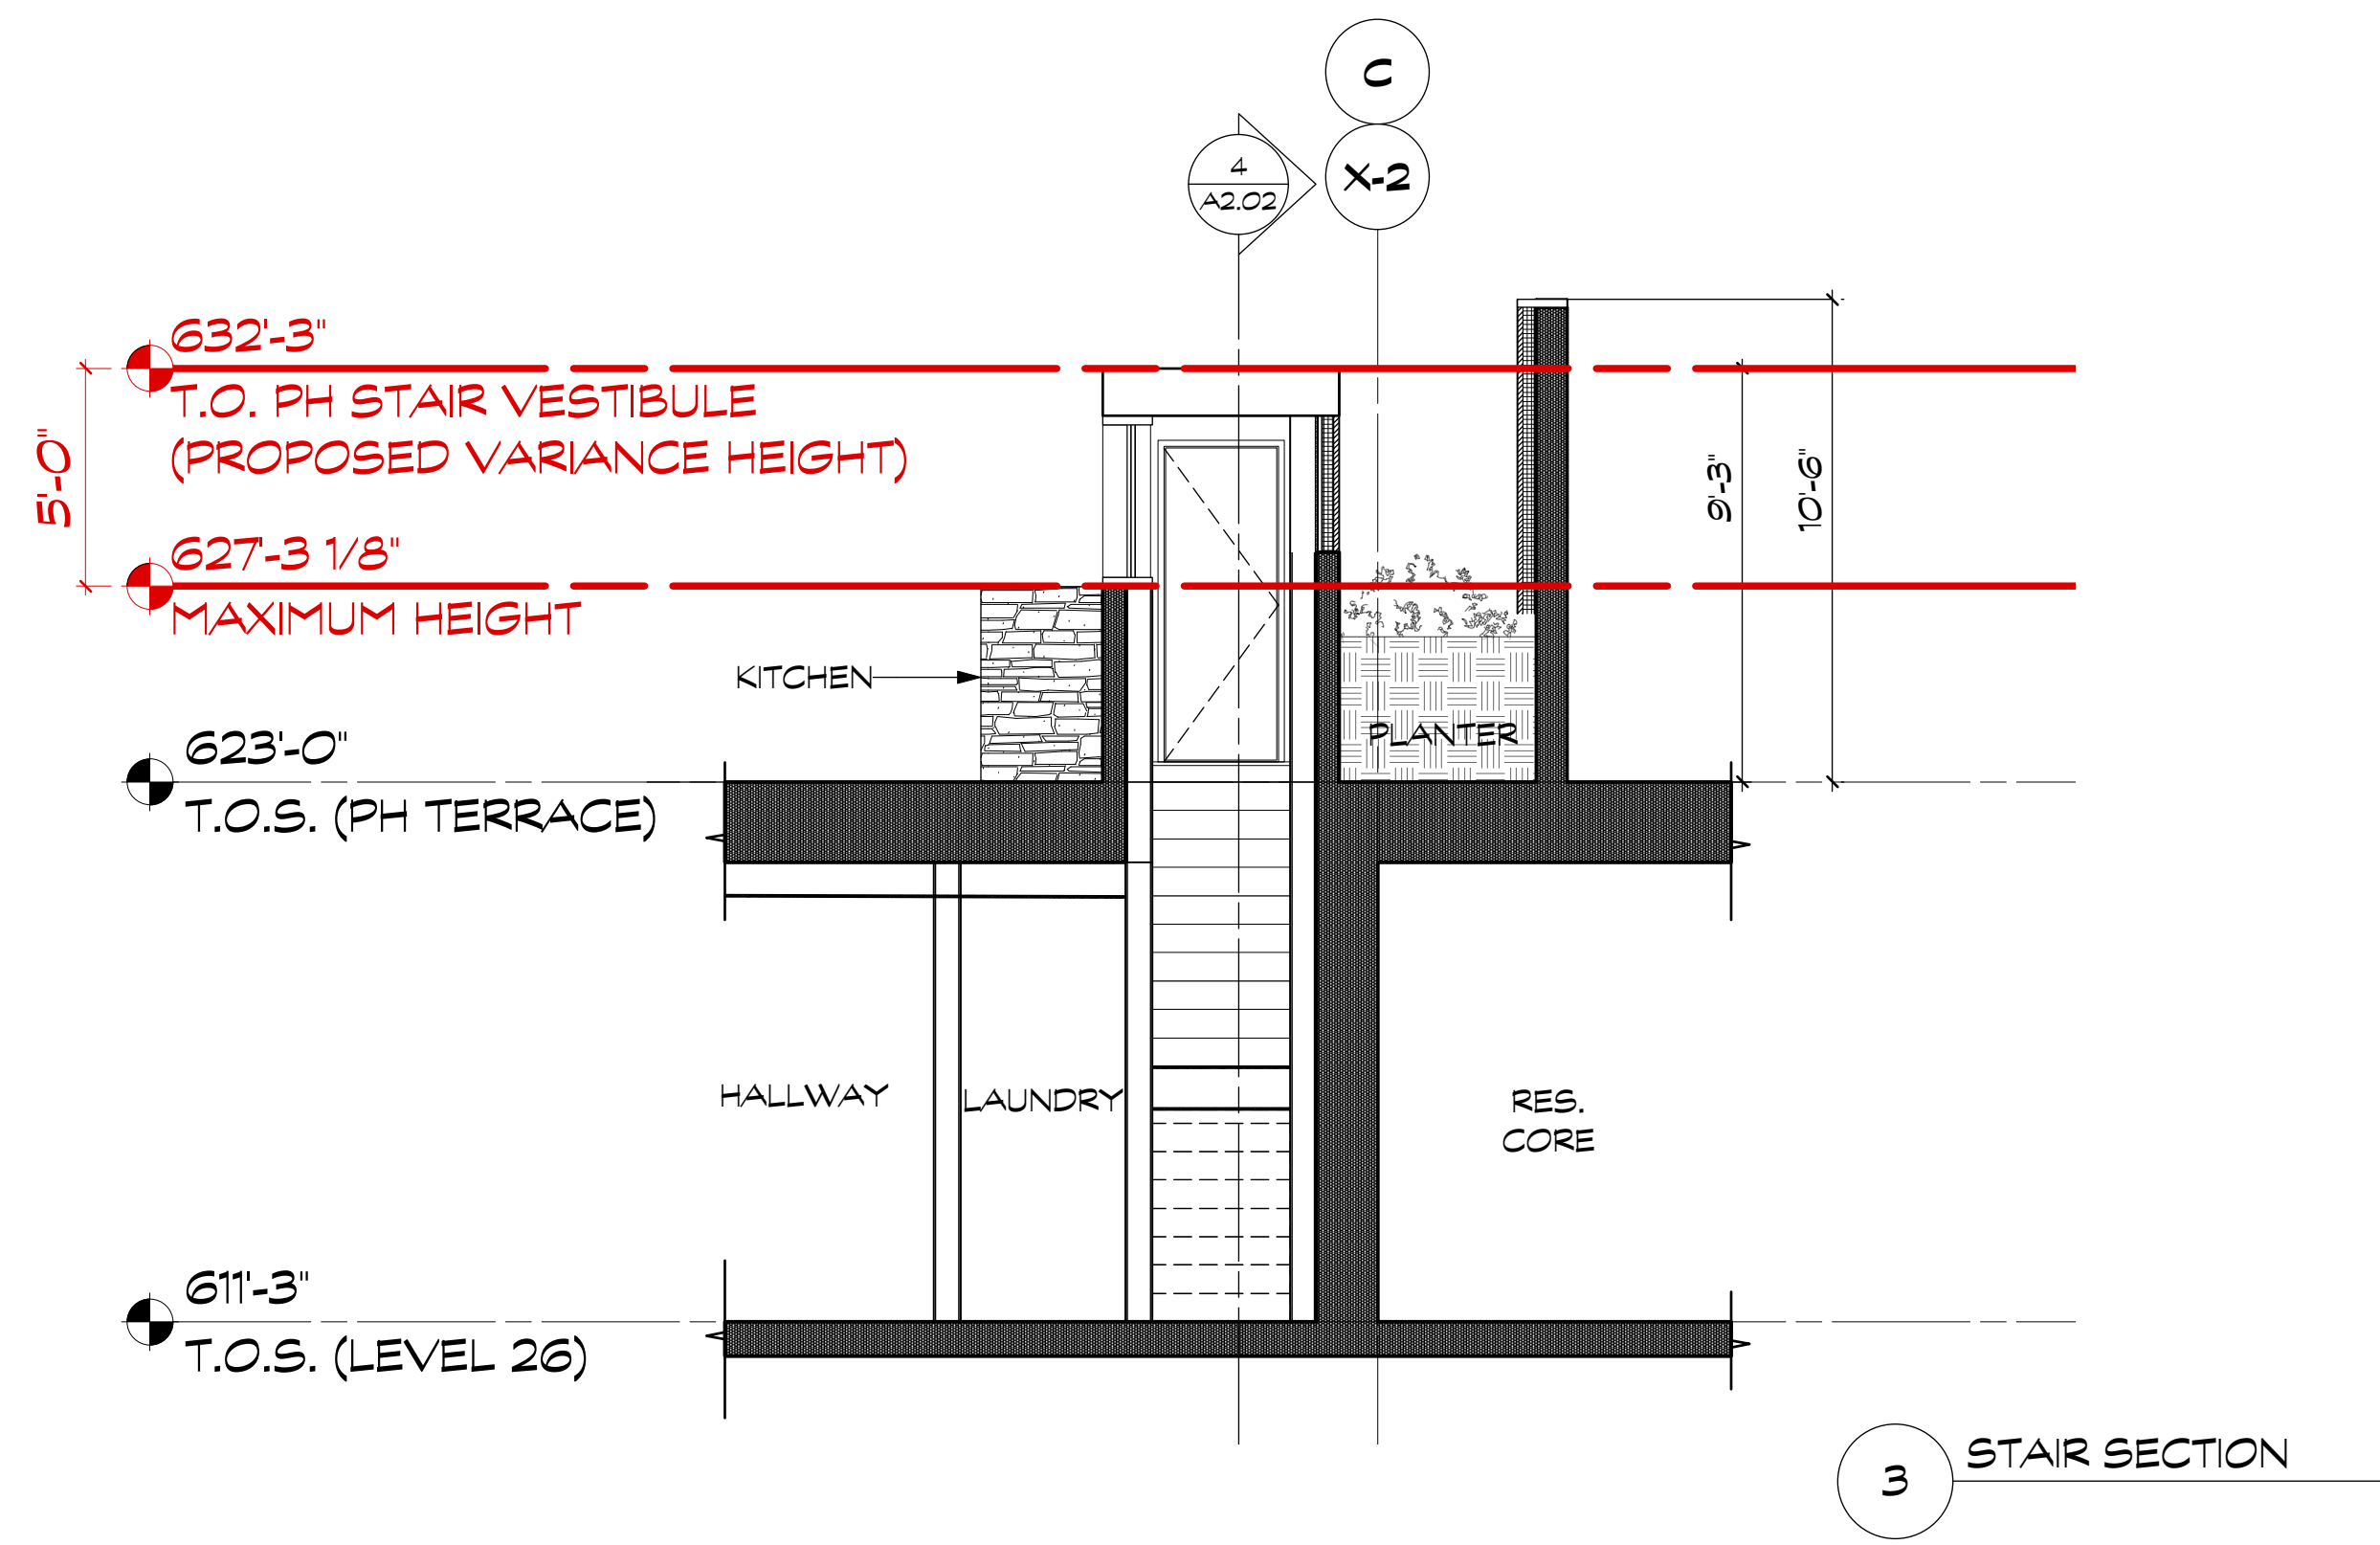 C
4
A2.02
X-2
632'-3"
T.O. PH STAIR VESTIBULE
(PROPOSED VARIANCE HEIGHT)
5'-0"
9'-3"
10'-6"
627'-3 1/8"
MAXIMUM HEIGHT
KITCHEN
PLANTER
623'-0"
T.O.S. (PH TERRACE)
HALLWAY
LAUNDRY
RES.
CORE
611'-3"
T.O.S. (LEVEL 26)
3
STAIR SECTION